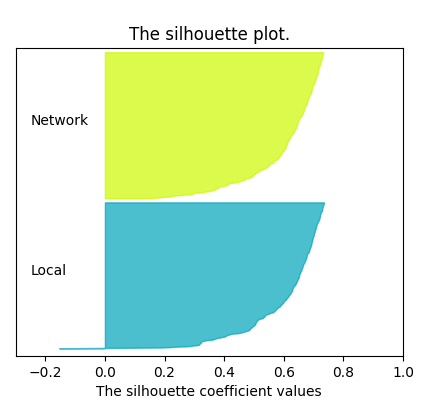 The silhouette plot.
Network
Local
−0.2 0.0 0.2 0.4 0.6 0.8 1.0
The silhouette coefficient values